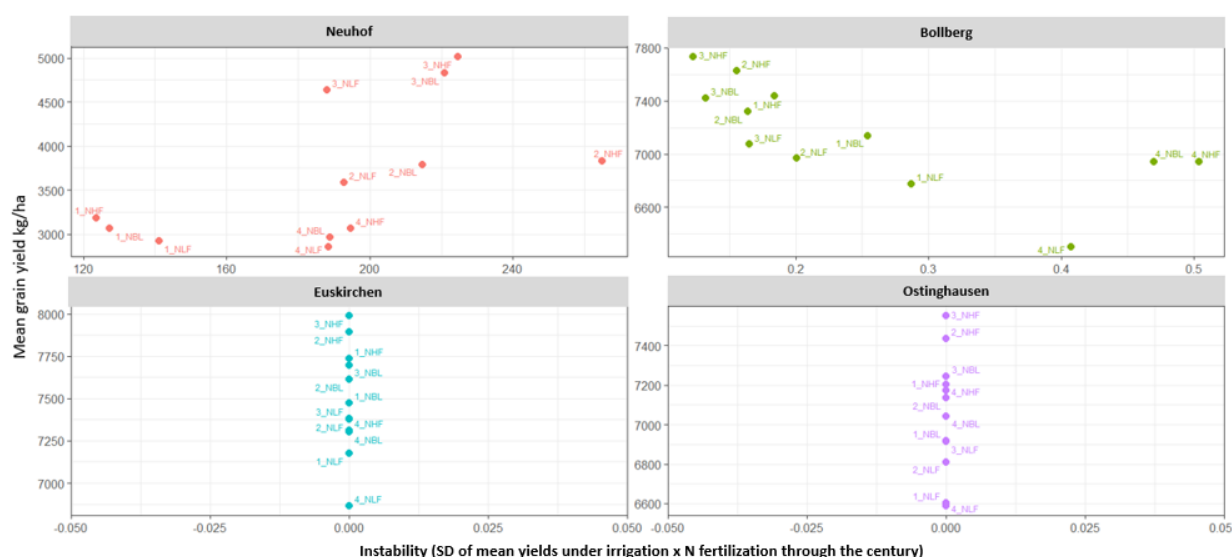 Neuhof
Bollberg
5000
4500
4000
3500
3000
3_NHF
3_NBL
3_NLF
2_NHF
2_NBL
2_NLF
1_NHF
1_NBL
1_NLF
4_NHF
4_NBL
4_NLF
120
160
200
240
7800
7400
7000
6600
3_NHF
2_NHF
3_NBL
1_NHF
2_NBL
3_NLF
2_NLF
1_NBL
1_NLF
4_NBL
4_NHF
4_NLF
0.2
0.3
0.4
0.5
Mean grain yield kg/ha
Euskirchen
Ostinghausen
8000
7750
7500
7250
7000
3_NHF
2_NHF
1_NHF
3_NBL
2_NBL
1_NBL
3_NLF
4_NHF
2_NLF
4_NBL
1_NLF
4_NLF
-0.050
-0.025
0.000
0.025
0.050
7400
7200
7000
6800
6600
3_NHF
2_NHF
3_NBL
1_NHF
4_NHF
2_NBL
4_NBL
1_NBL
3_NLF
2_NLF
1_NLF
4_NLF
-0.050
-0.025
0.000
0.025
0.05
Instability (SD of mean yields under irrigation x N fertilization through the century)